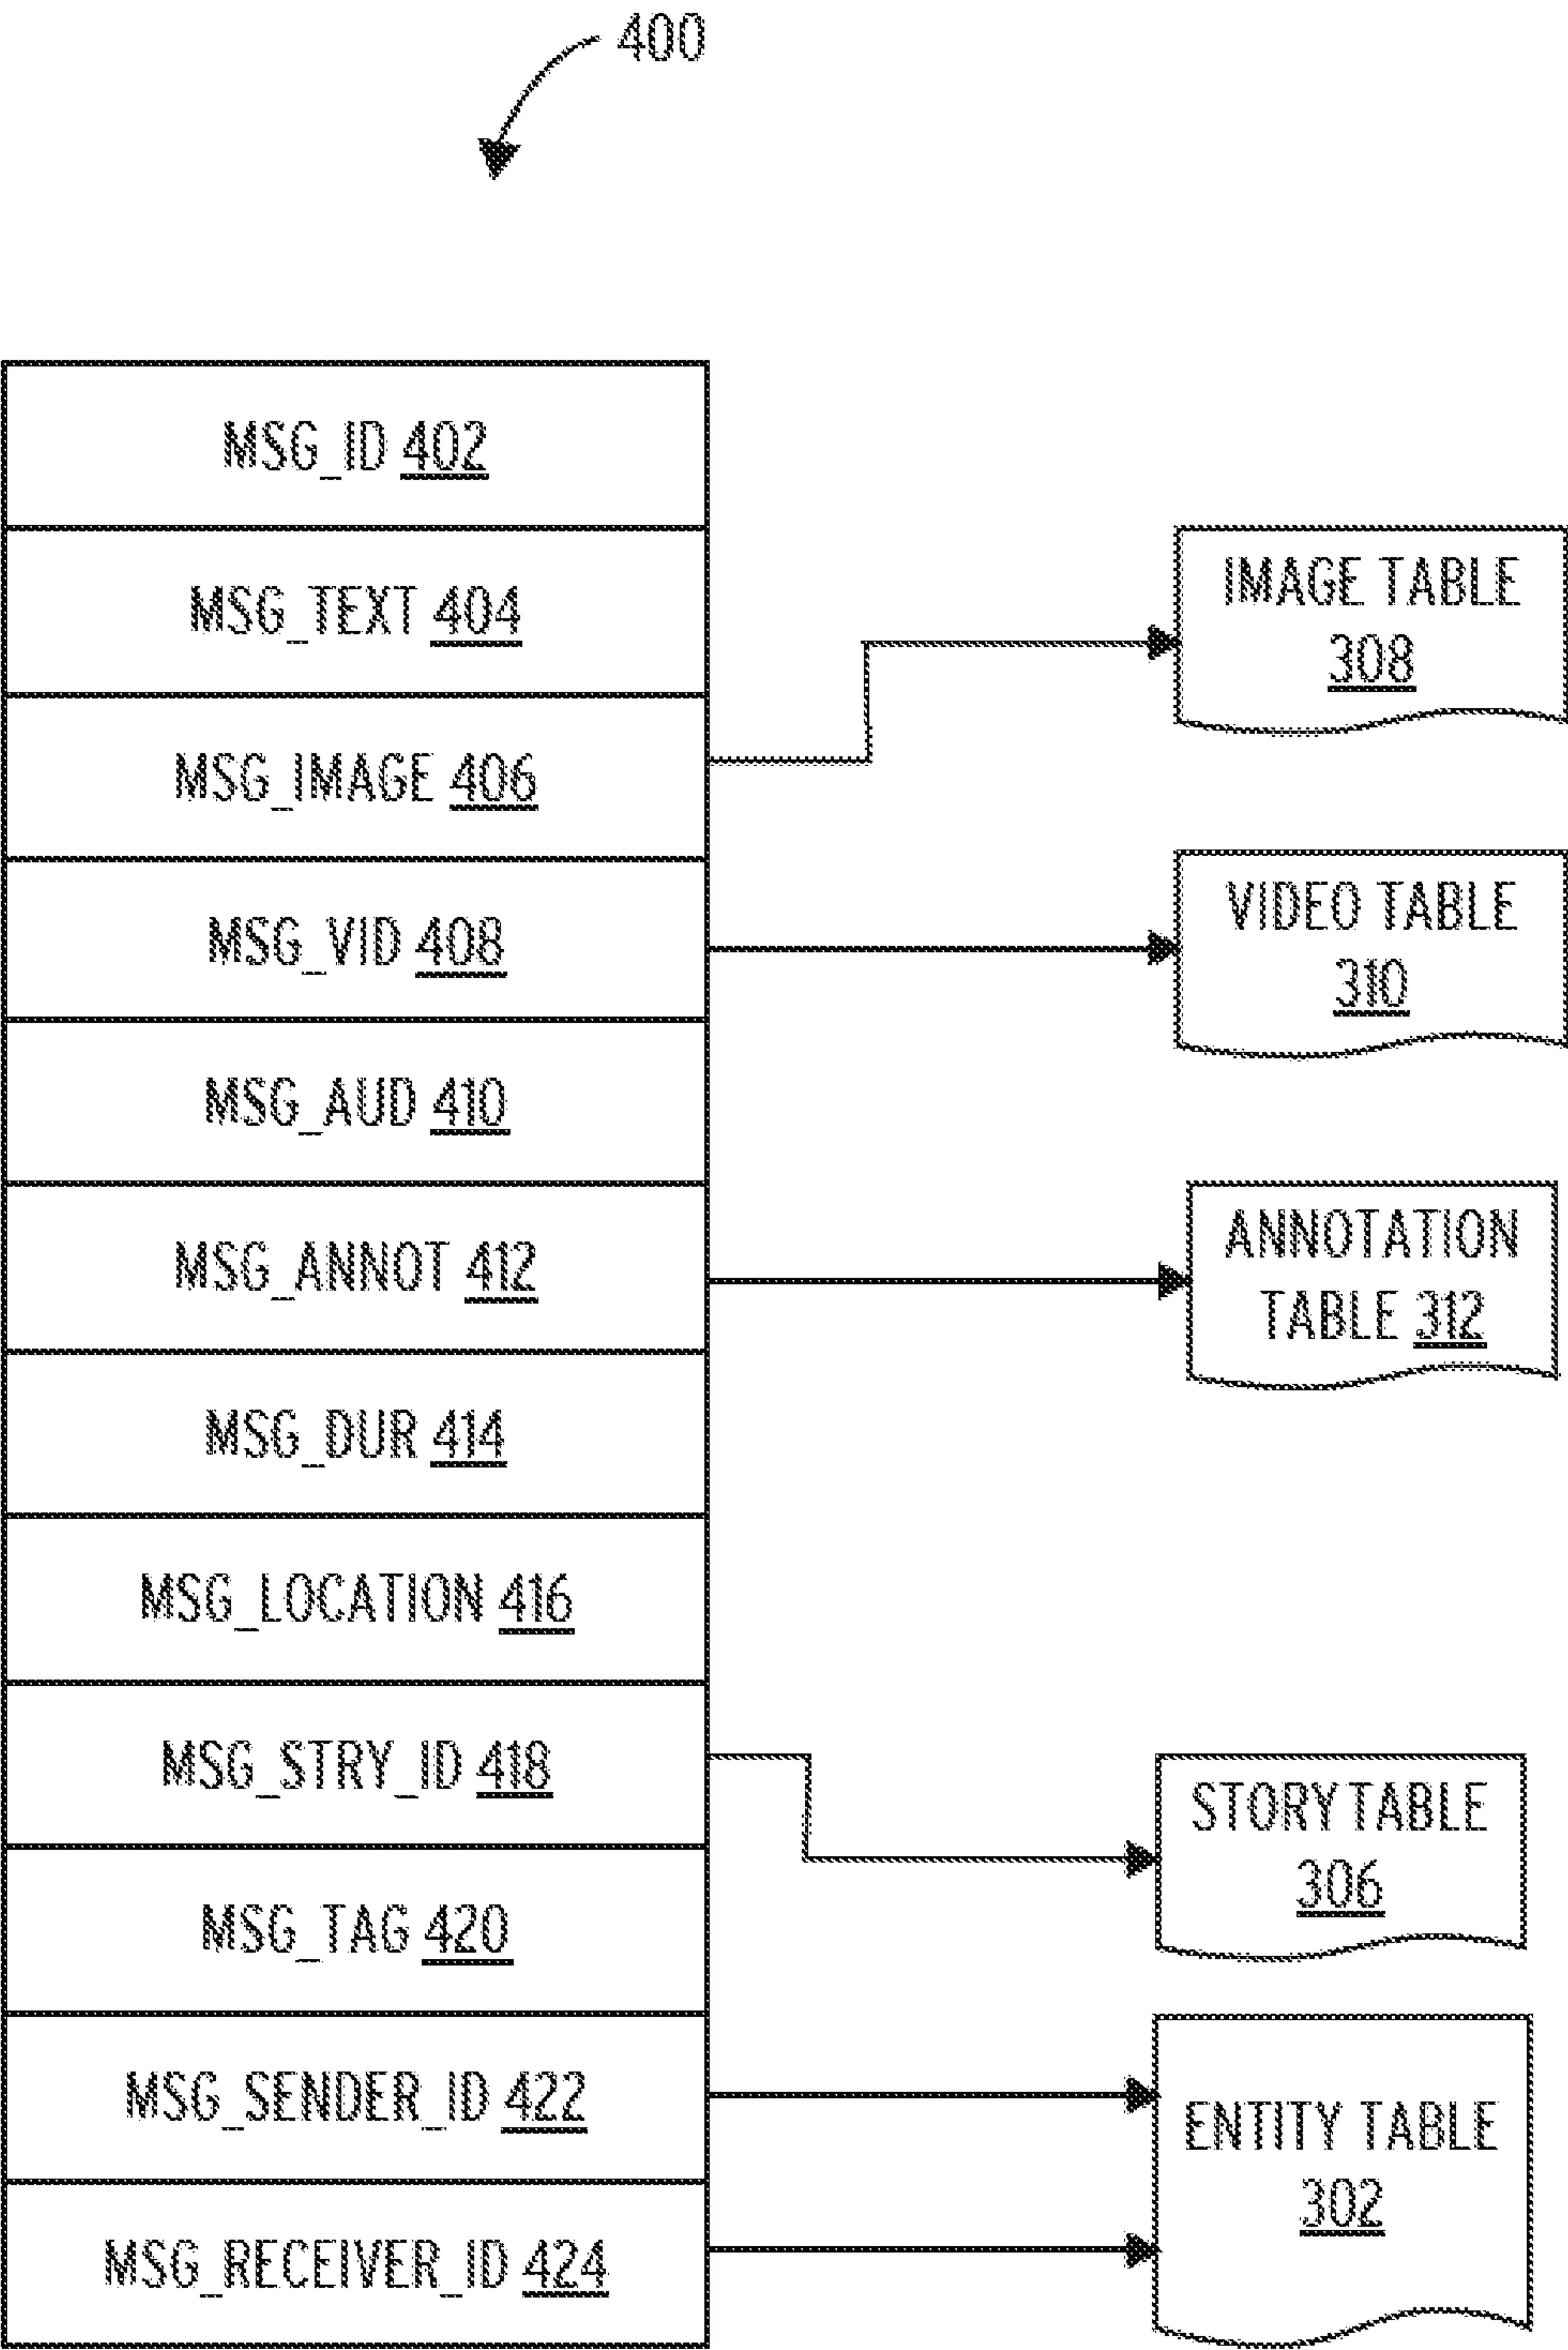 400
MSG_ID 402
MSG_TEXT 404
MSG_IMAGE 406
MSG_VID 408
MSG_AUD 410
MSG_ANNOT 412
MSG_DUR 414
MSG_LOCATION 416
MSG_STRY_ID 418
MSG_TAG 420
MSG_SENDER_ID 422
MSG_RECEIVER_ID 424
IMAGE TABLE
308
VIDEO TABLE
310
ANNOTATION
TABLE 312
STORY TABLE
306
ENTITY TABLE
302